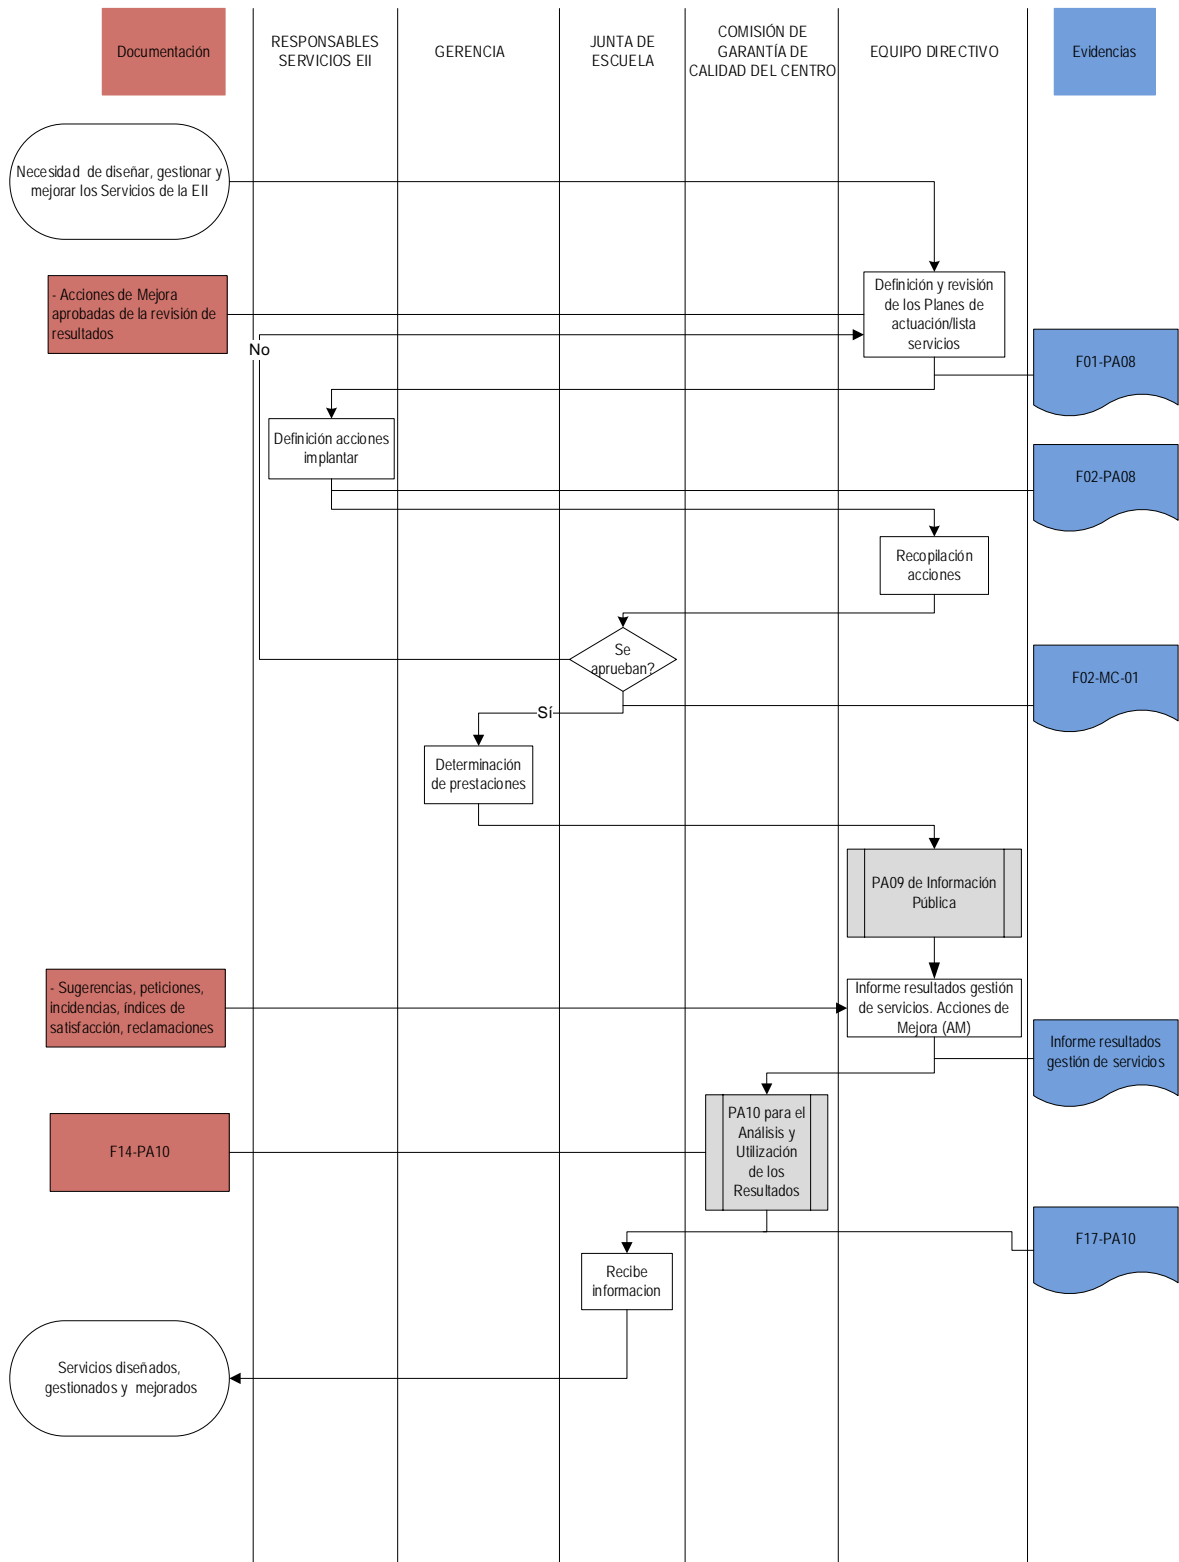 Documentación
RESPONSABLES
SERVICIOS EII
GERENCIA
JUNTA DE
ESCUELA
COMISIÓN DE
GARANTÍA DE
CALIDAD DEL CENTRO
EQUIPO DIRECTIVO
Evidencias
Necesidad de diseñar, gestionar y
mejorar los Servicios de la EII
- Acciones de Mejora
aprobadas de la revisión de
resultados
Definición y revisión
de los Planes de
actuación/lista
servicios
No
F01-PA08
Definición acciones
implantar
F02-PA08
Recopilación
acciones
Se
aprueban?
F02-MC-01
Sí
Determinación
de prestaciones
PA09 de Información
Pública
- Sugerencias, peticiones,
incidencias, índices de
satisfacción, reclamaciones
Informe resultados gestión
de servicios. Acciones de
Mejora (AM)
Informe resultados
gestión de servicios
F14-PA10
PA10 para el
Análisis y
Utilización
de los
Resultados
F17-PA10
Recibe
informacion
Servicios diseñados,
gestionados y mejorados